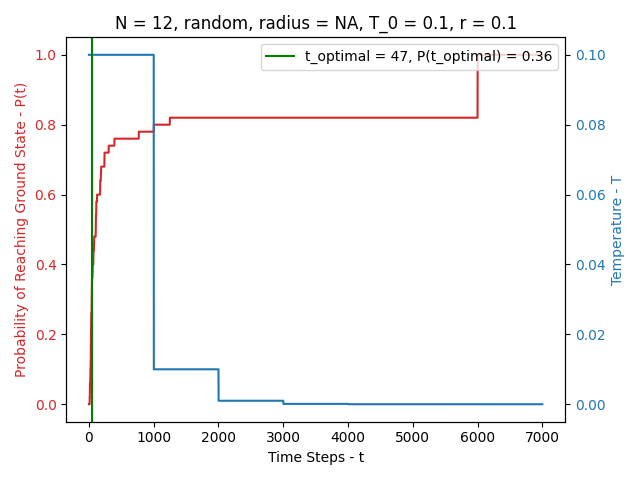 N = 12, random, radius = NA, T_0 = 0.1, r = 0.1
t_optimal = 47, P(t_optimal) = 0.36
Probability of Reaching Ground State - P(t)
1.0
0.8
0.6
0.4
0.2
0.0
0.10
0.08
0.06
0.04
0.02
0.00
Temperature - T
0 1000 2000 3000 4000 5000 6000 7000
Time Steps - t